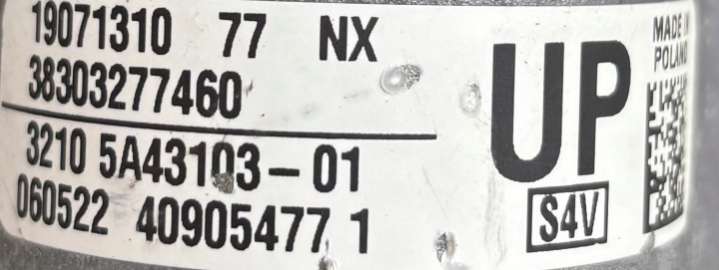 19071310 77 NX
38303277460
3210 5A43103-01
060522 40905477 1
UP
S4V
MADE IN
POLAND